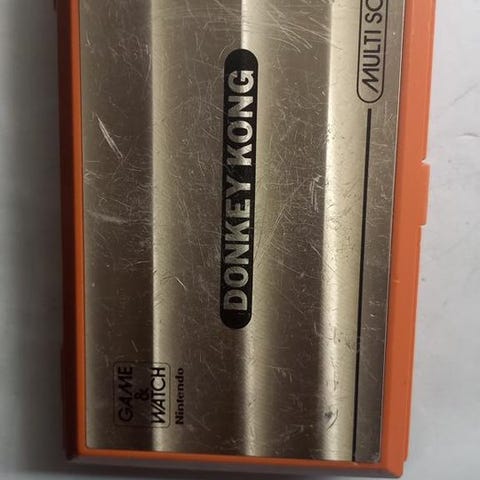 GAME
&
WATCH
Nintendo
DONKEY KONG
MULTI SC